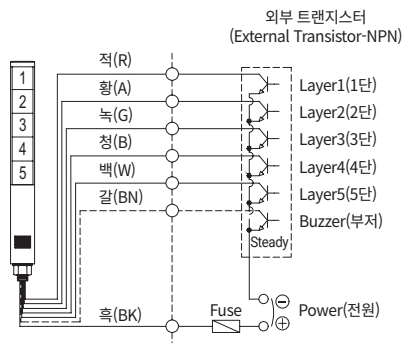 외부 트랜지스터
(External Transistor-NPN)
적(R)
황(A)
녹(G)
청(B)
백(W)
갈(BN)
흑(BK)
1
2
3
4
5
Layer1(1단)
Layer2(2단)
Layer3(3단)
Layer4(4단)
Layer5(5단)
Buzzer(부저)
Steady
Fuse
Power(전원)
⊖
⊕